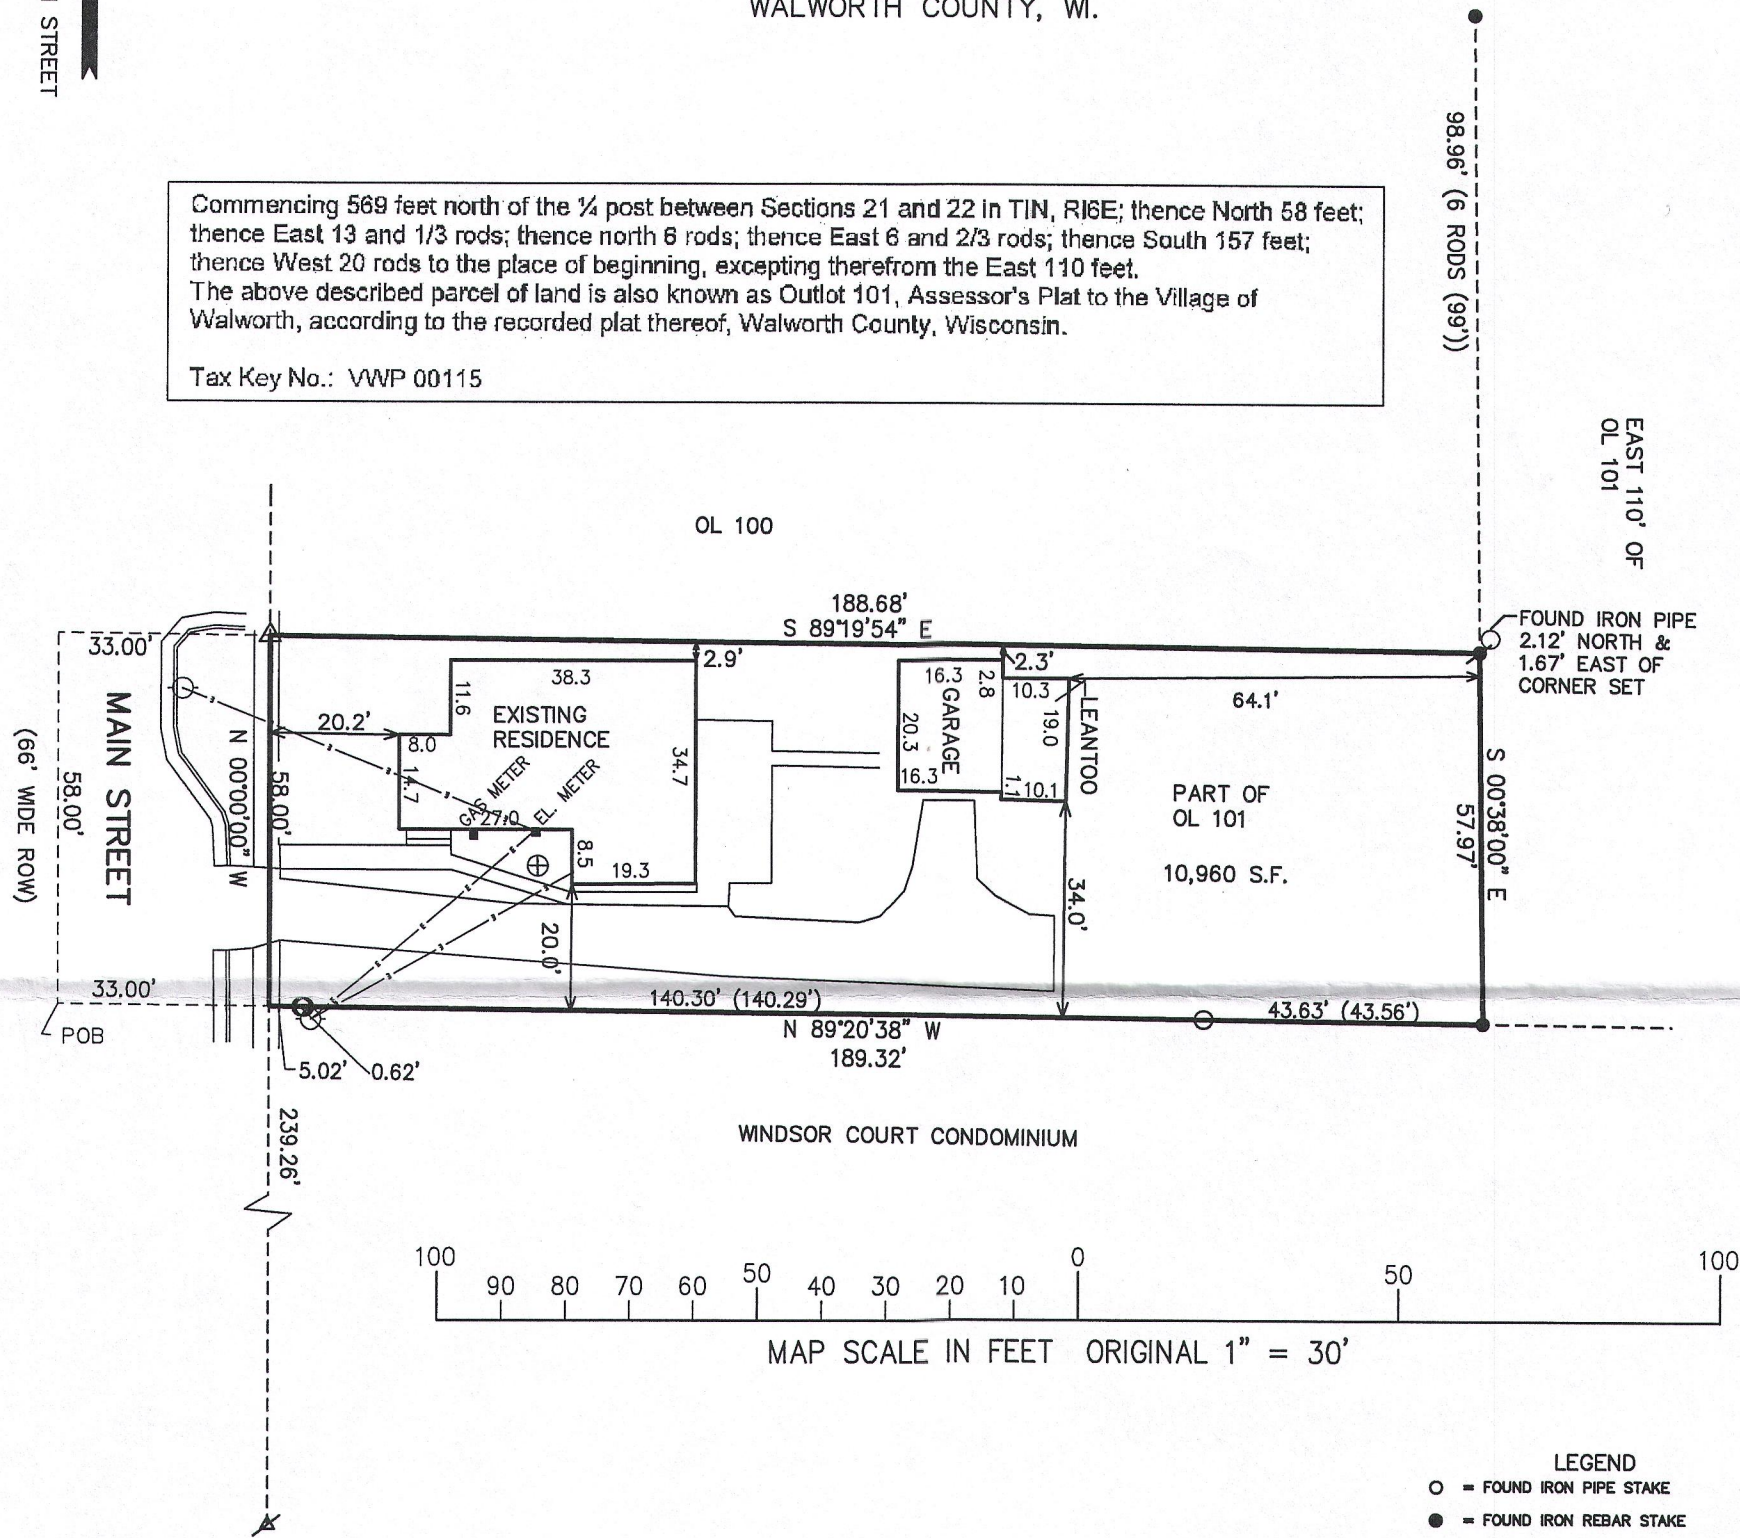 WALWORTH COUNTY, WI.
STREET
98.96' (6 RODS (99'))
Commencing 569 feet north of the ¼ post between Sections 21 and 22 in TIN, RI6E; thence North 58 feet;
thence East 13 and 1/3 rods; thence north 6 rods; thence East 6 and 2/3 rods; thence South 157 feet;
thence West 20 rods to the place of beginning, excepting therefrom the East 110 feet.
The above described parcel of land is also known as Outlot 101, Assessor's Plat to the Village of
Walworth, according to the recorded plat thereof, Walworth County, Wisconsin.
Tax Key No.: VWP 00115
EAST 110' OF
OL 101
OL 100
188.68'
S 89°19'54" E
FOUND IRON PIPE
2.12' NORTH &
1.67' EAST OF
CORNER SET
33.00'
MAIN STREET
(66' WIDE ROW)
58.00'
N 00°00'00" W
58.00'
20.2'
8.0
14.7
11.6
38.3
EXISTING
RESIDENCE
GAS METER
EL. METER
27.0
34.7
8.5
19.3
20.0'
2.9'
16.3
2.8
GARAGE
20.3
16.3
2.3'
10.3
19.0
LEANTOO
1.1
10.1
64.1'
34.0'
PART OF
OL 101
10,960 S.F.
S 00°38'00" E
57.97'
33.00'
POB
140.30' (140.29')
43.63' (43.56')
N 89°20'38" W
189.32'
5.02'
0.62'
239.26'
WINDSOR COURT CONDOMINIUM
100 90 80 70 60 50 40 30 20 10 0 50 100
MAP SCALE IN FEET ORIGINAL 1" = 30'
LEGEND
= FOUND IRON PIPE STAKE
= FOUND IRON REBAR STAKE